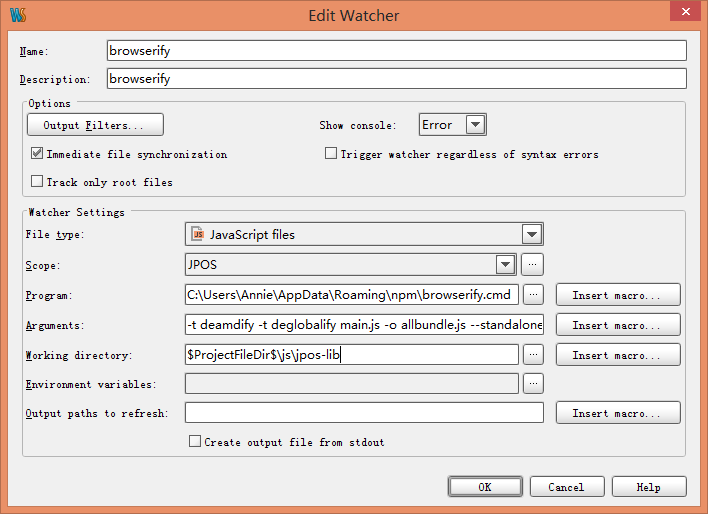 Edit Watcher
Name: browserify
Description: browserify
Options
Output Filters... Show console: Error
Immediate file synchronization Trigger watcher regardless of syntax errors
Track only root files
Watcher Settings
File type: JavaScript files
Scope: JPOS ...
Program: C:\Users\Annie\AppData\Roaming\npm\browserify.cmd ... Insert macro...
Arguments: -t deamdify -t deglobalify main.js -o allbundle.js --standalone Insert macro...
Working directory: $ProjectFileDir$\js\jpos-lib ... Insert macro...
Environment variables: ...
Output paths to refresh: Insert macro...
Create output file from stdout
OK Cancel Help